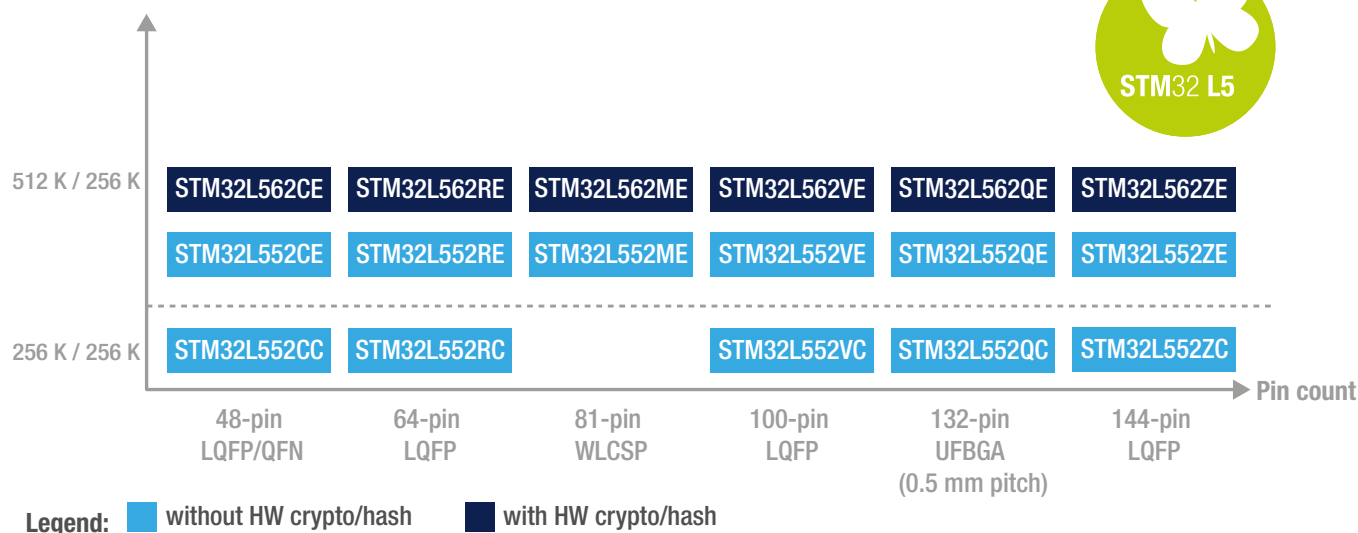 STM32 L5
512 K / 256 K
STM32L562CE STM32L562RE STM32L562ME STM32L562VE STM32L562QE STM32L562ZE
STM32L552CE STM32L552RE STM32L552ME STM32L552VE STM32L552QE STM32L552ZE
256 K / 256 K
STM32L552CC STM32L552RC STM32L552VC STM32L552QC STM32L552ZC
Pin count
48-pin 64-pin 81-pin 100-pin 132-pin 144-pin
LQFP/QFN LQFP WLCSP LQFP UFBGA LQFP
(0.5 mm pitch)
Legend: without HW crypto/hash with HW crypto/hash